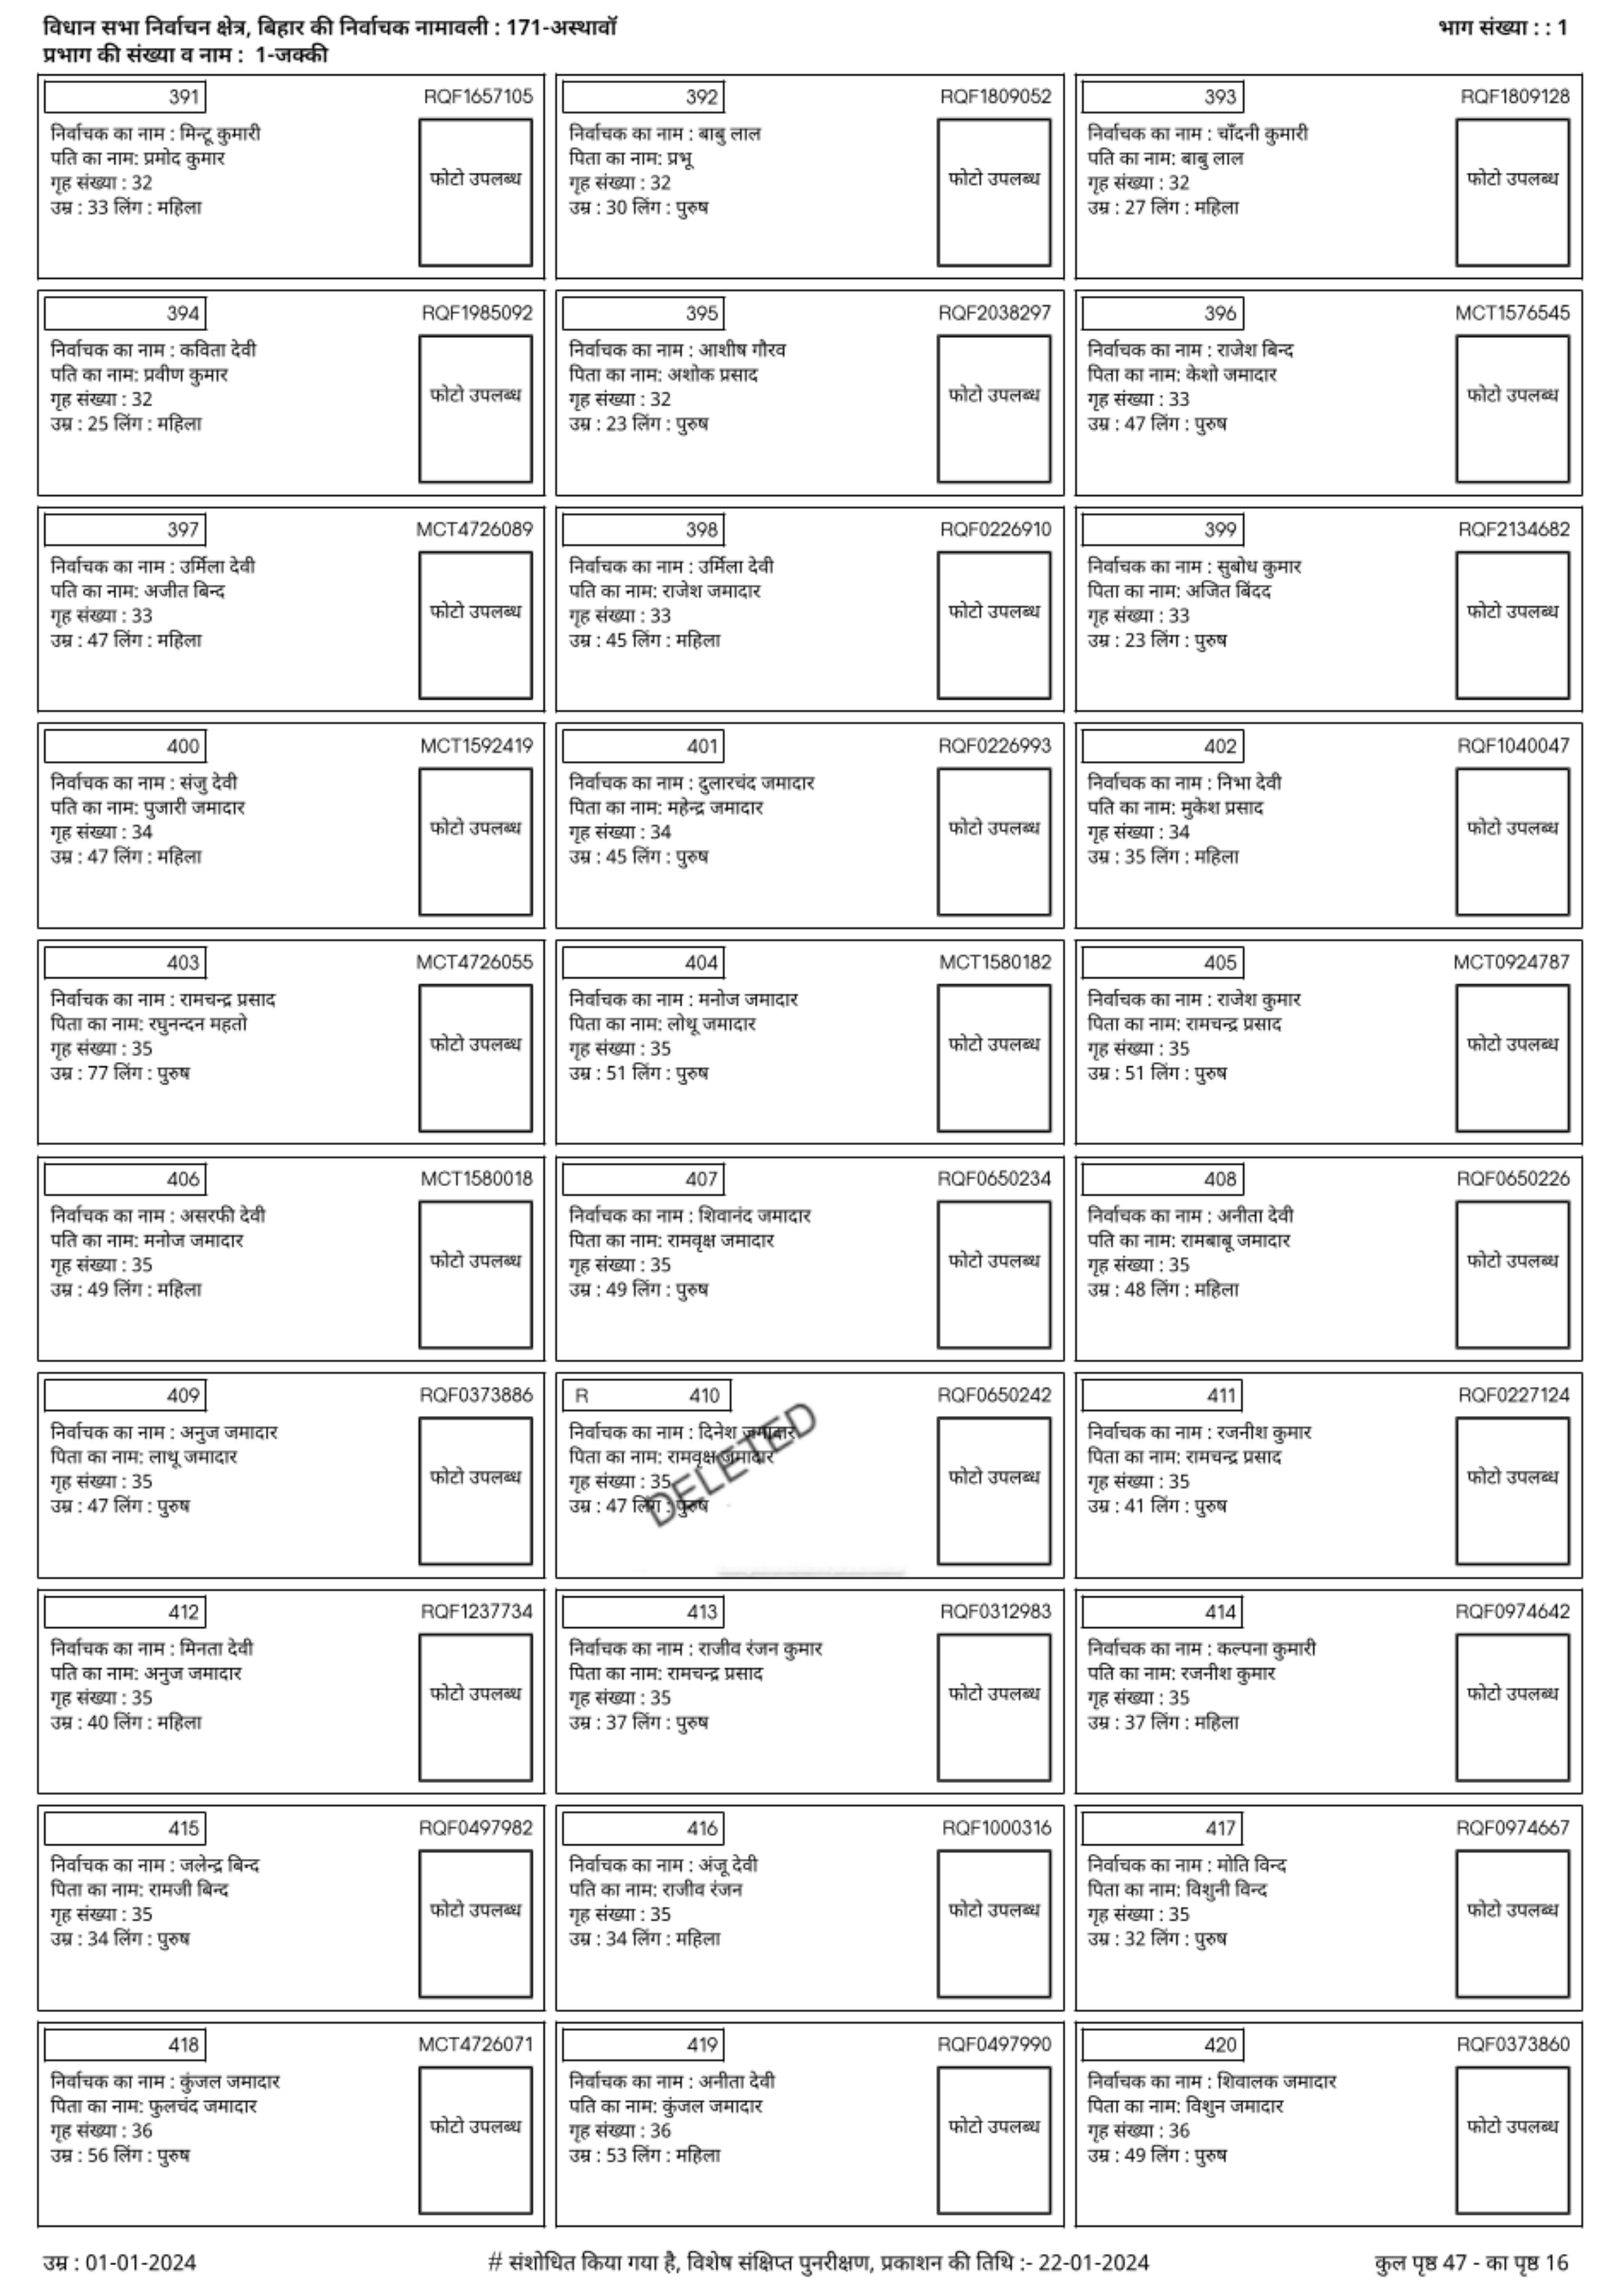 विधान सभा निर्वाचन क्षेत्र, बिहार की निर्वाचक नामावली : 171-अस्थावॉ
भाग संख्या : : 1
प्रभाग की संख्या व नाम : 1-जक्की
391 RQF1657105
निर्वाचक का नाम : मिन्टू कुमारी
पति का नाम: प्रमोद कुमार
गृह संख्या : 32
उम्र : 33 लिंग : महिला
फोटो उपलब्ध
392 RQF1809052
निर्वाचक का नाम : बाबु लाल
पिता का नाम: प्रभू
गृह संख्या : 32
उम्र : 30 लिंग : पुरुष
फोटो उपलब्ध
393 RQF1809128
निर्वाचक का नाम : चाँदनी कुमारी
पति का नाम: बाबु लाल
गृह संख्या : 32
उम्र : 27 लिंग : महिला
फोटो उपलब्ध
394 RQF1985092
निर्वाचक का नाम : कविता देवी
पति का नाम: प्रवीण कुमार
गृह संख्या : 32
उम्र : 25 लिंग : महिला
फोटो उपलब्ध
395 RQF2038297
निर्वाचक का नाम : आशीष गौरव
पिता का नाम: अशोक प्रसाद
गृह संख्या : 32
उम्र : 23 लिंग : पुरुष
फोटो उपलब्ध
396 MCT1576545
निर्वाचक का नाम : राजेश बिन्द
पिता का नाम: केशो जमादार
गृह संख्या : 33
उम्र : 47 लिंग : पुरुष
फोटो उपलब्ध
397 MCT4726089
निर्वाचक का नाम : उर्मिला देवी
पति का नाम: अजीत बिन्द
गृह संख्या : 33
उम्र : 47 लिंग : महिला
फोटो उपलब्ध
398 RQF0226910
निर्वाचक का नाम : उर्मिला देवी
पति का नाम: राजेश जमादार
गृह संख्या : 33
उम्र : 45 लिंग : महिला
फोटो उपलब्ध
399 RQF2134682
निर्वाचक का नाम : सुबोध कुमार
पिता का नाम: अजित बिंदद
गृह संख्या : 33
उम्र : 23 लिंग : पुरुष
फोटो उपलब्ध
400 MCT1592419
निर्वाचक का नाम : संजु देवी
पति का नाम: पुजारी जमादार
गृह संख्या : 34
उम्र : 47 लिंग : महिला
फोटो उपलब्ध
401 RQF0226993
निर्वाचक का नाम : दुलारचंद जमादार
पिता का नाम: महेन्द्र जमादार
गृह संख्या : 34
उम्र : 45 लिंग : पुरुष
फोटो उपलब्ध
402 RQF1040047
निर्वाचक का नाम : निभा देवी
पति का नाम: मुकेश प्रसाद
गृह संख्या : 34
उम्र : 35 लिंग : महिला
फोटो उपलब्ध
403 MCT4726055
निर्वाचक का नाम : रामचन्द्र प्रसाद
पिता का नाम: रघुनन्दन महतो
गृह संख्या : 35
उम्र : 77 लिंग : पुरुष
फोटो उपलब्ध
404 MCT1580182
निर्वाचक का नाम : मनोज जमादार
पिता का नाम: लोथू जमादार
गृह संख्या : 35
उम्र : 51 लिंग : पुरुष
फोटो उपलब्ध
405 MCT0924787
निर्वाचक का नाम : राजेश कुमार
पिता का नाम: रामचन्द्र प्रसाद
गृह संख्या : 35
उम्र : 51 लिंग : पुरुष
फोटो उपलब्ध
406 MCT1580018
निर्वाचक का नाम : असरफी देवी
पति का नाम: मनोज जमादार
गृह संख्या : 35
उम्र : 49 लिंग : महिला
फोटो उपलब्ध
407 RQF0650234
निर्वाचक का नाम : शिवानंद जमादार
पिता का नाम: रामवृक्ष जमादार
गृह संख्या : 35
उम्र : 49 लिंग : पुरुष
फोटो उपलब्ध
408 RQF0650226
निर्वाचक का नाम : अनीता देवी
पति का नाम: रामबाबू जमादार
गृह संख्या : 35
उम्र : 48 लिंग : महिला
फोटो उपलब्ध
409 RQF0373886
निर्वाचक का नाम : अनुज जमादार
पिता का नाम: लाथू जमादार
गृह संख्या : 35
उम्र : 47 लिंग : पुरुष
फोटो उपलब्ध
R 410 RQF0650242
निर्वाचक का नाम : दिनेश जमादार
पिता का नाम: रामवृक्ष जमादार
गृह संख्या : 35
उम्र : 47 लिंग : पुरुष
फोटो उपलब्ध
DELETED
411 RQF0227124
निर्वाचक का नाम : रजनीश कुमार
पिता का नाम: रामचन्द्र प्रसाद
गृह संख्या : 35
उम्र : 41 लिंग : पुरुष
फोटो उपलब्ध
412 RQF1237734
निर्वाचक का नाम : मिनता देवी
पति का नाम: अनुज जमादार
गृह संख्या : 35
उम्र : 40 लिंग : महिला
फोटो उपलब्ध
413 RQF0312983
निर्वाचक का नाम : राजीव रंजन कुमार
पिता का नाम: रामचन्द्र प्रसाद
गृह संख्या : 35
उम्र : 37 लिंग : पुरुष
फोटो उपलब्ध
414 RQF0974642
निर्वाचक का नाम : कल्पना कुमारी
पति का नाम: रजनीश कुमार
गृह संख्या : 35
उम्र : 37 लिंग : महिला
फोटो उपलब्ध
415 RQF0497982
निर्वाचक का नाम : जलेन्द्र बिन्द
पिता का नाम: रामजी बिन्द
गृह संख्या : 35
उम्र : 34 लिंग : पुरुष
फोटो उपलब्ध
416 RQF1000316
निर्वाचक का नाम : अंजू देवी
पति का नाम: राजीव रंजन
गृह संख्या : 35
उम्र : 34 लिंग : महिला
फोटो उपलब्ध
417 RQF0974667
निर्वाचक का नाम : मोति विन्द
पिता का नाम: विशुनी विन्द
गृह संख्या : 35
उम्र : 32 लिंग : पुरुष
फोटो उपलब्ध
418 MCT4726071
निर्वाचक का नाम : कुंजल जमादार
पिता का नाम: फुलचंद जमादार
गृह संख्या : 36
उम्र : 56 लिंग : पुरुष
फोटो उपलब्ध
419 RQF0497990
निर्वाचक का नाम : अनीता देवी
पति का नाम: कुंजल जमादार
गृह संख्या : 36
उम्र : 53 लिंग : महिला
फोटो उपलब्ध
420 RQF0373860
निर्वाचक का नाम : शिवालक जमादार
पिता का नाम: विशुन जमादार
गृह संख्या : 36
उम्र : 49 लिंग : पुरुष
फोटो उपलब्ध
उम्र : 01-01-2024
# संशोधित किया गया है, विशेष संक्षिप्त पुनरीक्षण, प्रकाशन की तिथि :- 22-01-2024
कुल पृष्ठ 47 - का पृष्ठ 16